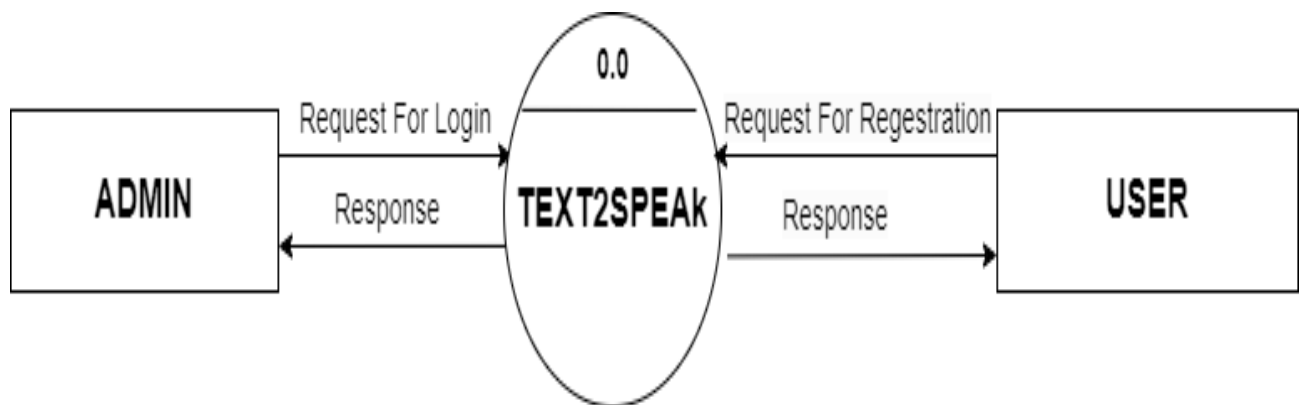 0.0
Request For Login
Request For Regestration
ADMIN
TEXT2SPEAk
USER
Response
Response